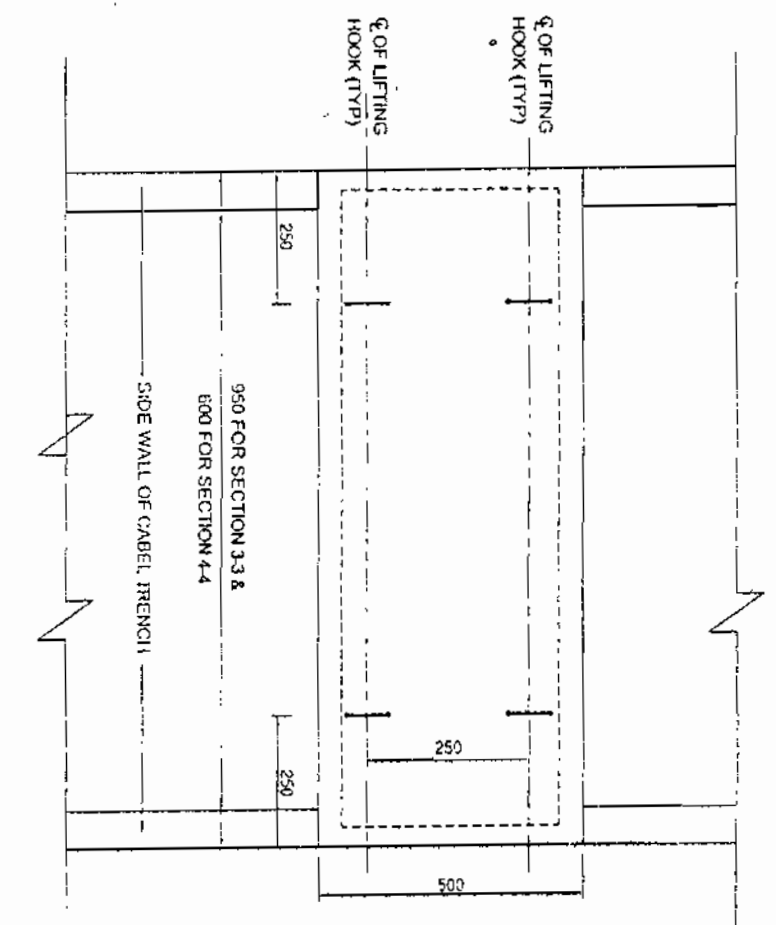 ℄ OF LIFTING
HOOK (TYP)
℄ OF LIFTING
HOOK (TYP)
250
950 FOR SECTION 3-3 &
600 FOR SECTION 4-4
SIDE WALL OF CABEL TRENCH
250
250
500